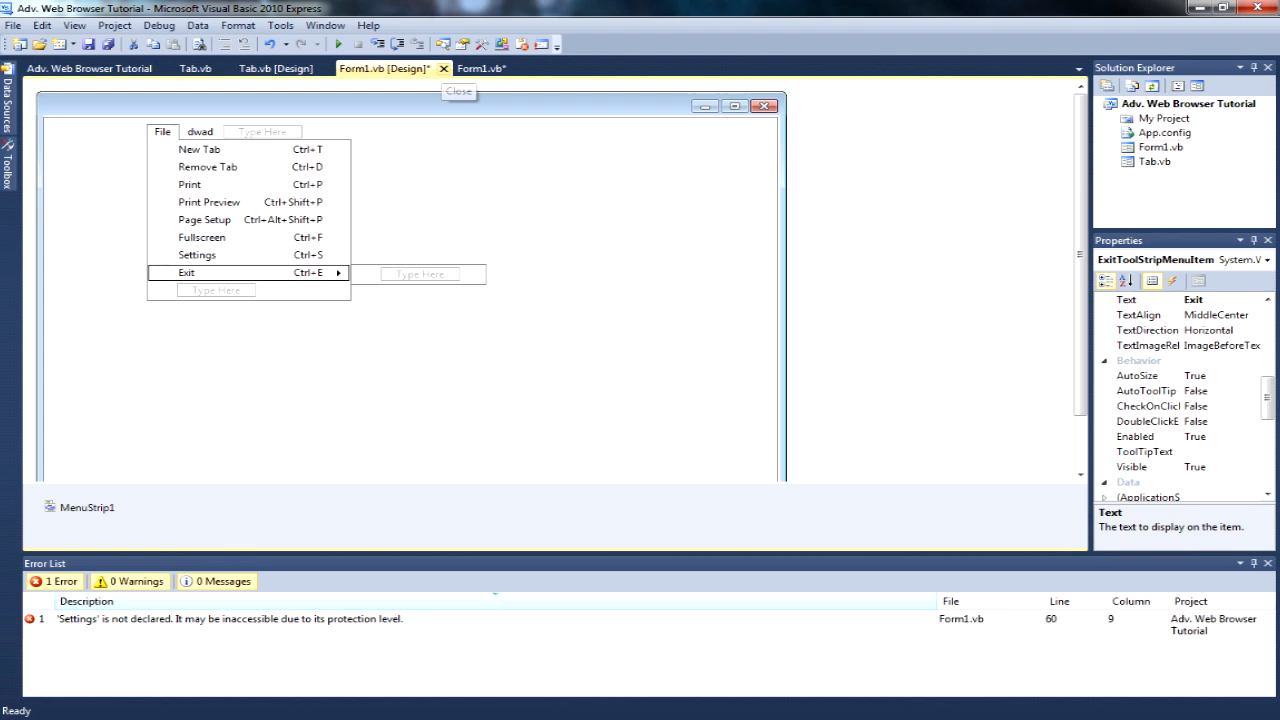 Adv. Web Browser Tutorial - Microsoft Visual Basic 2010 Express
File Edit View Project Debug Data Format Tools Window Help
Adv. Web Browser Tutorial Tab.vb Tab.vb [Design] Form1.vb [Design]* Form1.vb*
Close
Data Sources
Toolbox
File dwad Type Here
New Tab Ctrl+T
Remove Tab Ctrl+D
Print Ctrl+P
Print Preview Ctrl+Shift+P
Page Setup Ctrl+Alt+Shift+P
Fullscreen Ctrl+F
Settings Ctrl+S
Exit Ctrl+E Type Here
Type Here
MenuStrip1
Solution Explorer
Adv. Web Browser Tutorial
My Project
App.config
Form1.vb
Tab.vb
Properties
ExitToolStripMenuItem System.V
Text Exit
TextAlign MiddleCenter
TextDirection Horizontal
TextImageRel ImageBeforeTex
Behavior
AutoSize True
AutoToolTip False
CheckOnClicl False
DoubleClickE False
Enabled True
ToolTipText
Visible True
Data
(ApplicationS
Text
The text to display on the item.
Error List
1 Error 0 Warnings 0 Messages
Description File Line Column Project
1 'Settings' is not declared. It may be inaccessible due to its protection level. Form1.vb 60 9 Adv. Web Browser
Tutorial
Ready